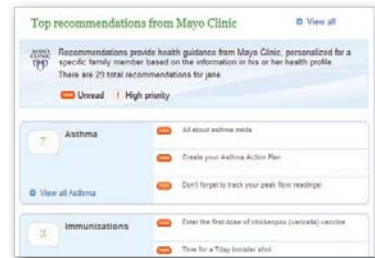 Top recommendations from Mayo Clinic
View all
MAYO CLINIC
Recommendations provide health guidance from Mayo Clinic, personalized for a
specific family member based on the information in his or her health profile.
There are 29 total recommendations for jane.
Unread ! High priority
7
Asthma
All about asthma meds
Create your Asthma Action Plan
Don't forget to track your peak flow readings!
View all Asthma
3
Immunizations
Enter the first dose of chickenpox (varicella) vaccine
Time for a Tdap booster shot